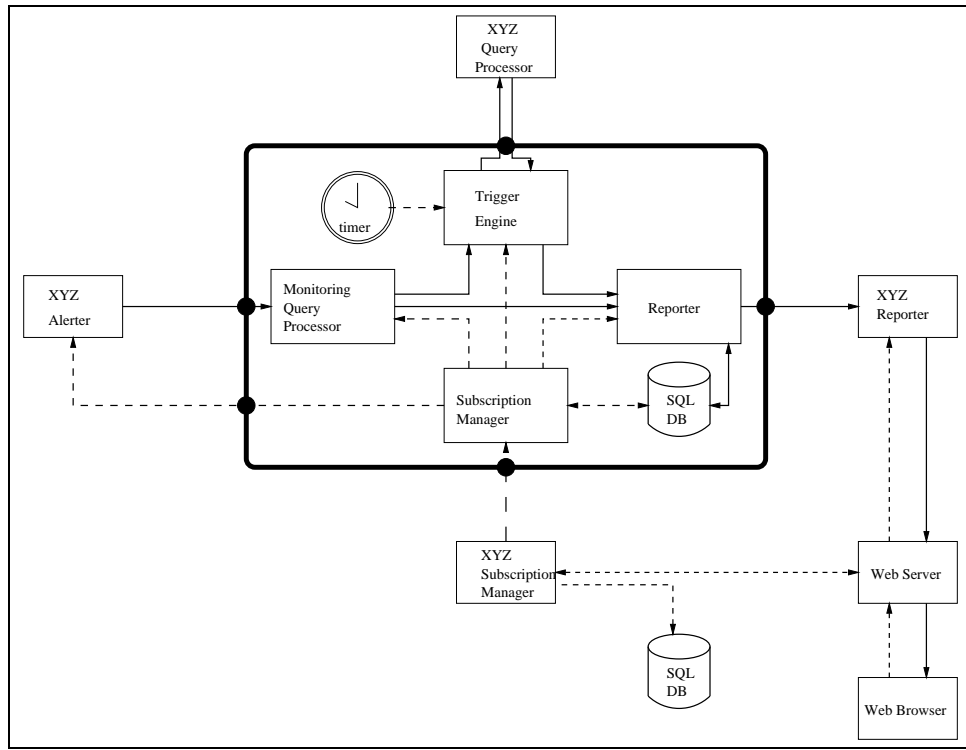 XYZ
Query
Processor
Trigger
Engine
timer
XYZ
Alerter
Monitoring
Query
Processor
Reporter
XYZ
Reporter
Subscription
Manager
SQL
DB
XYZ
Subscription
Manager
Web Server
SQL
DB
Web Browser